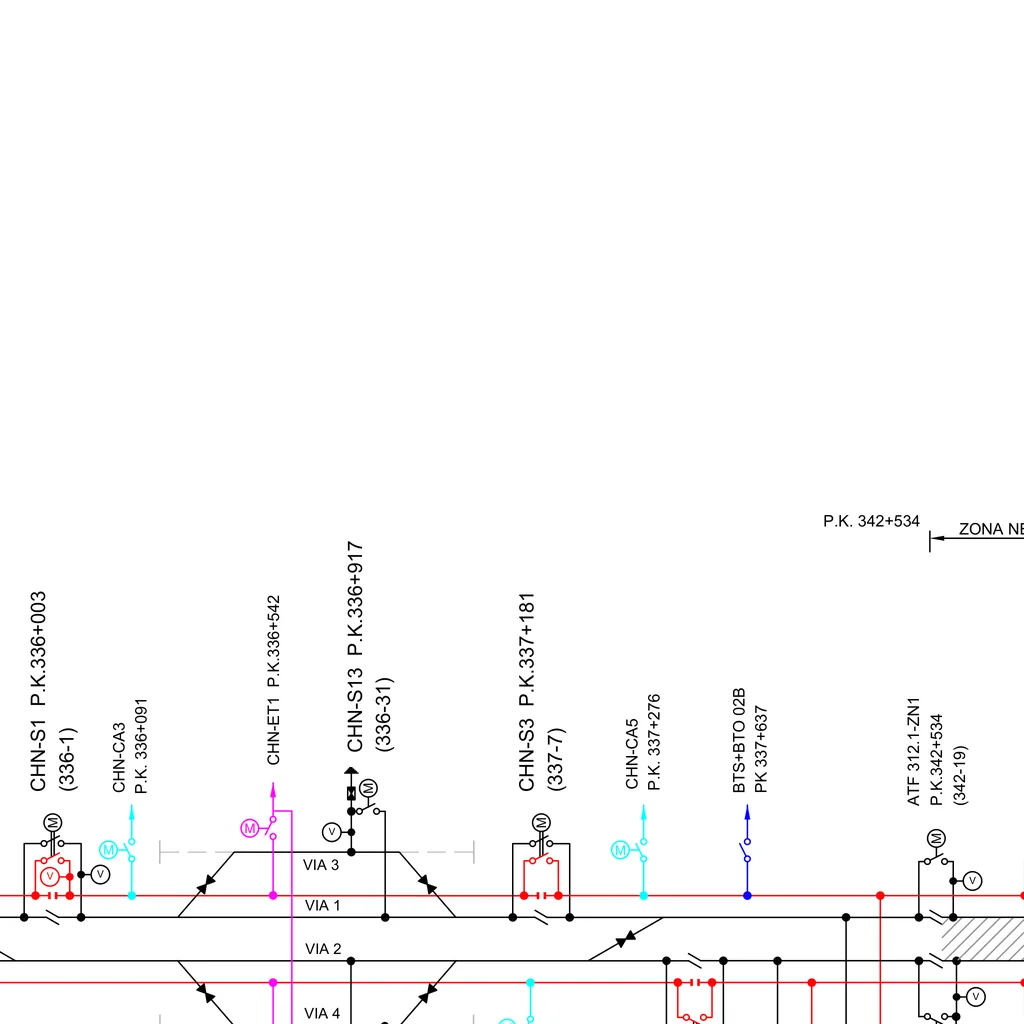 P.K. 342+534
ZONA NE
CHN-S1 P.K.336+003
(336-1)
CHN-CA3
P.K. 336+091
CHN-ET1 P.K.336+542
CHN-S13 P.K.336+917
(336-31)
CHN-S3 P.K.337+181
(337-7)
CHN-CA5
P.K. 337+276
BTS+BTO 02B
PK 337+637
ATF 312.1-ZN1
P.K.342+534
(342-19)
M
M
M
M
M
M
M
V
V
V
V
V
VIA 3
VIA 1
VIA 2
VIA 4